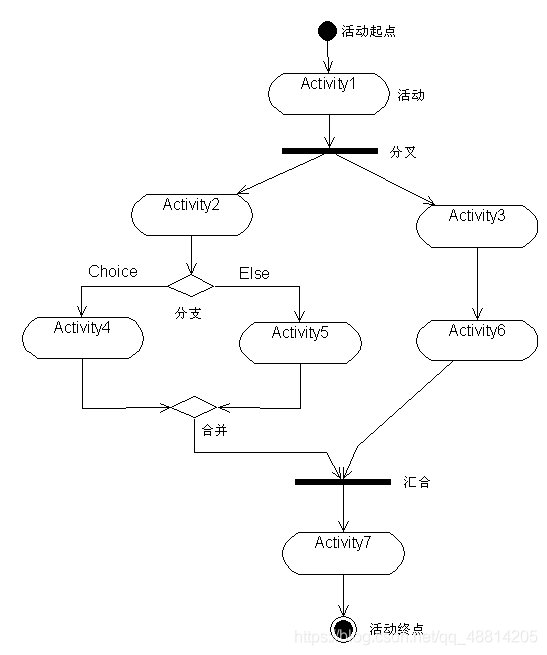 活动起点
Activity1
活动
分叉
Activity2
Activity3
Choice
Else
分支
Activity4
Activity5
Activity6
合并
汇合
Activity7
活动终点
https://blog.csdn.net/qq_48814205